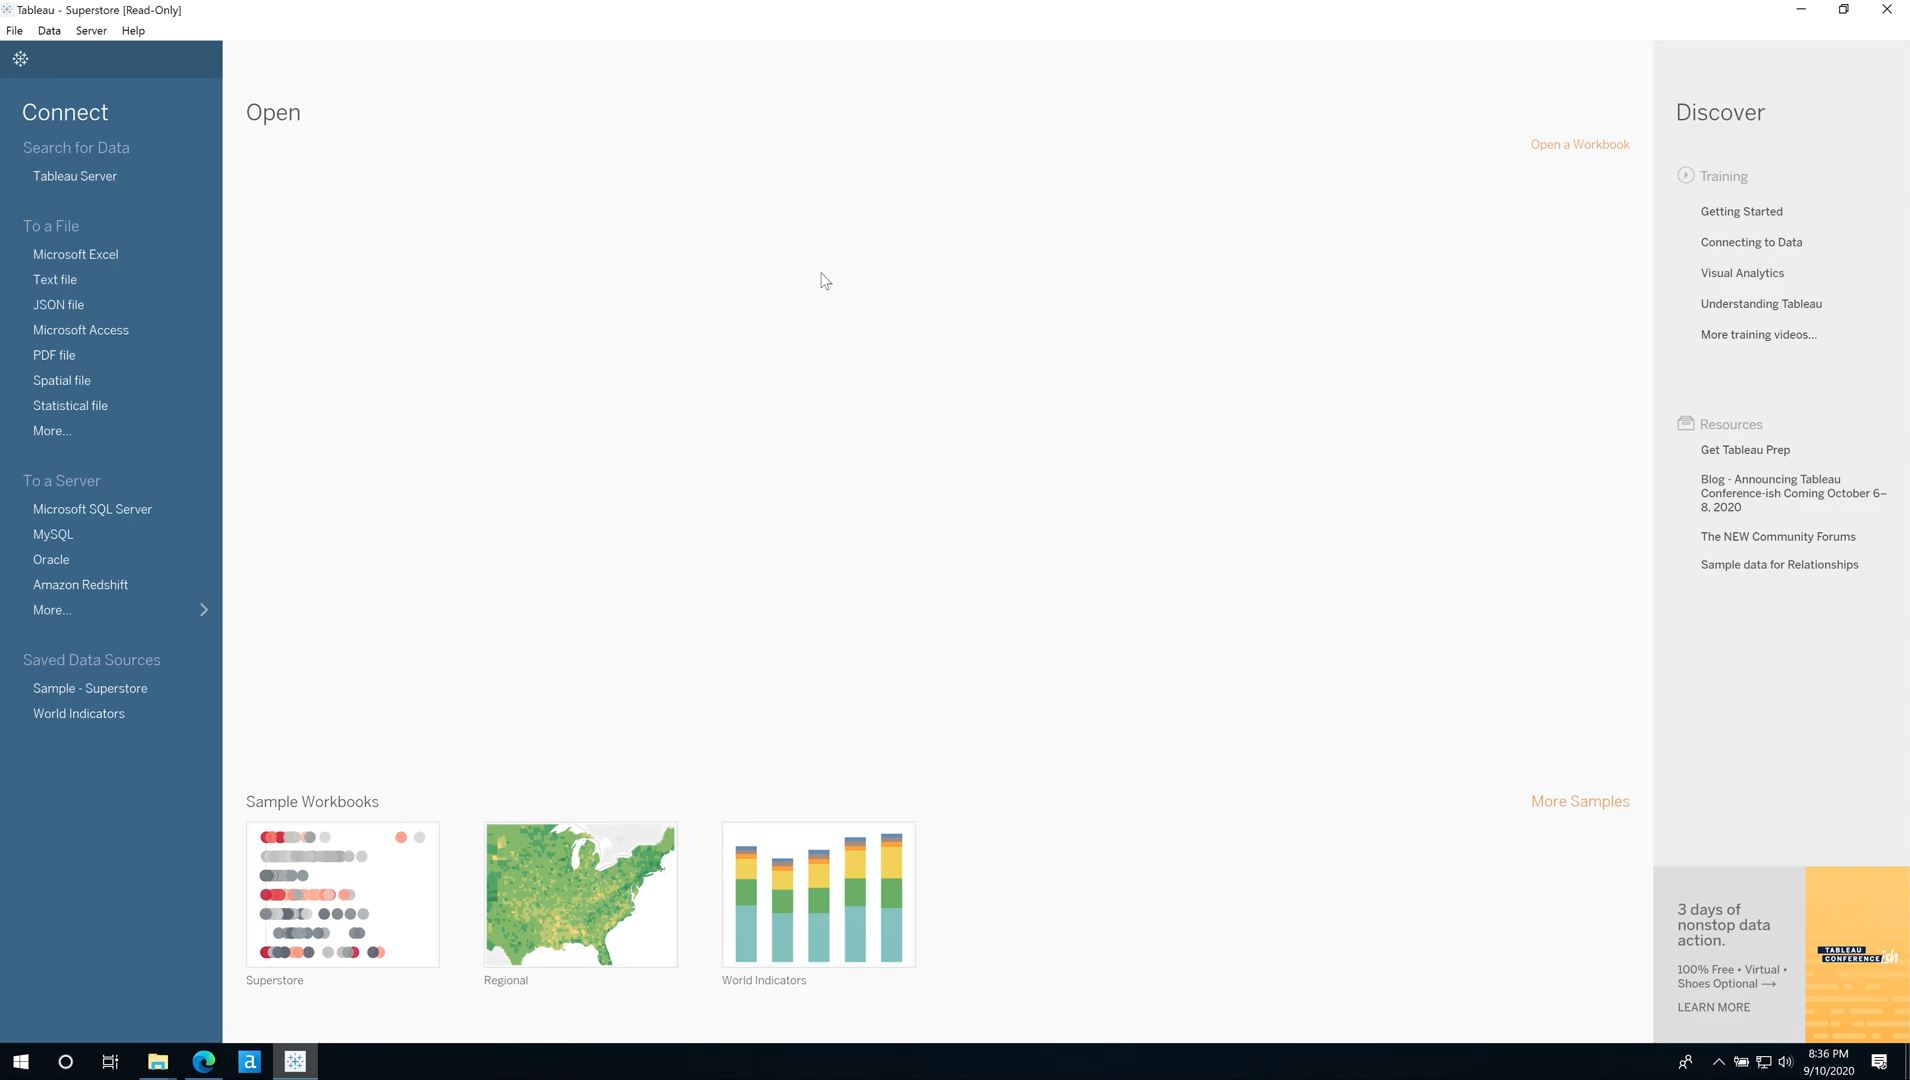 Tableau - Superstore [Read-Only]
File Data Server Help
Connect
Search for Data
Tableau Server
To a File
Microsoft Excel
Text file
JSON file
Microsoft Access
PDF file
Spatial file
Statistical file
More...
To a Server
Microsoft SQL Server
MySQL
Oracle
Amazon Redshift
More...
Saved Data Sources
Sample - Superstore
World Indicators
Open
Open a Workbook
Sample Workbooks
More Samples
Superstore
Regional
World Indicators
Discover
Training
Getting Started
Connecting to Data
Visual Analytics
Understanding Tableau
More training videos...
Resources
Get Tableau Prep
Blog - Announcing Tableau
Conference-ish Coming October 6–
8, 2020
The NEW Community Forums
Sample data for Relationships
3 days of
nonstop data
action.
100% Free • Virtual •
Shoes Optional →
LEARN MORE
TABLEAU
CONFERENCEish
a
8:36 PM
9/10/2020